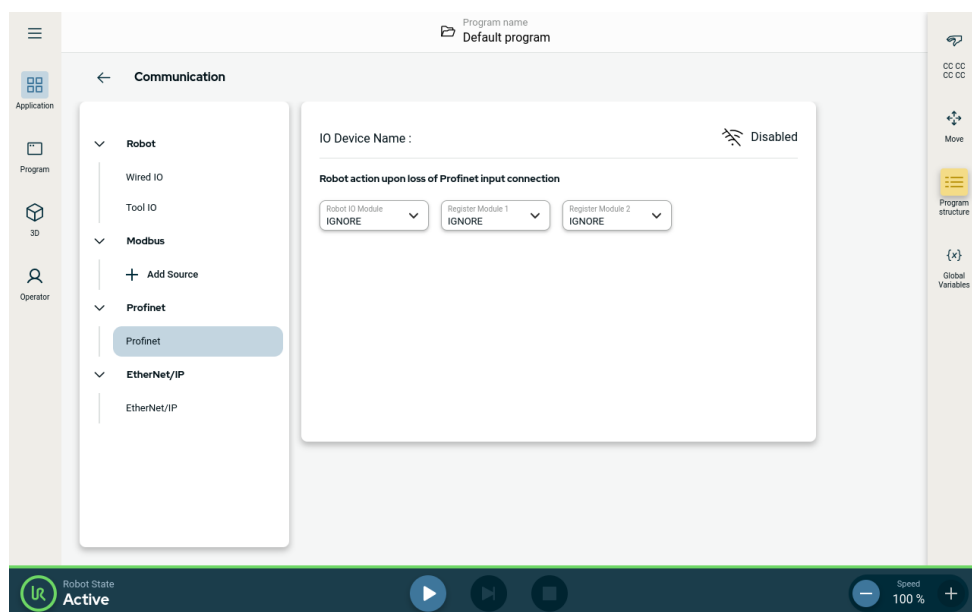 Program name
Default program
Communication
Application
Program
3D
Operator
Robot
Wired IO
Tool IO
Modbus
Add Source
Profinet
Profinet
EtherNet/IP
EtherNet/IP
IO Device Name :
Disabled
Robot action upon loss of Profinet input connection
Robot IO Module
IGNORE
Register Module 1
IGNORE
Register Module 2
IGNORE
CC CC
CC CC
Move
Program
structure
{x}
Global
Variables
UR
Robot State
Active
Speed
100 %